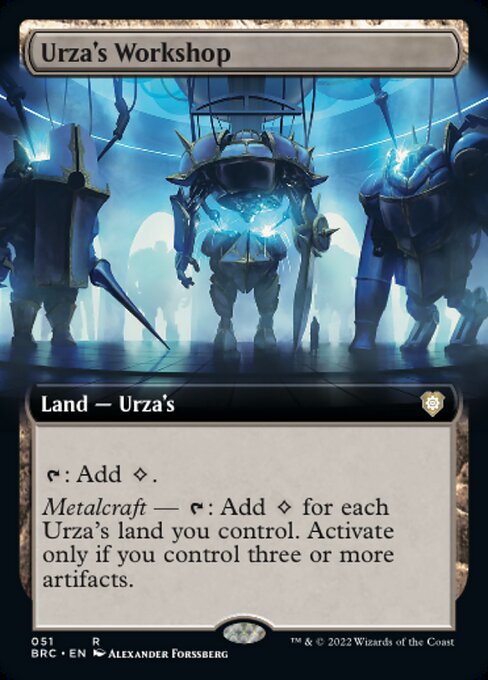 Urza's Workshop
Land — Urza's
: Add .
Metalcraft — : Add for each
Urza's land you control. Activate
only if you control three or more
artifacts.
051 R
BRC • EN Alexander Forssberg
™ & © 2022 Wizards of the Coast